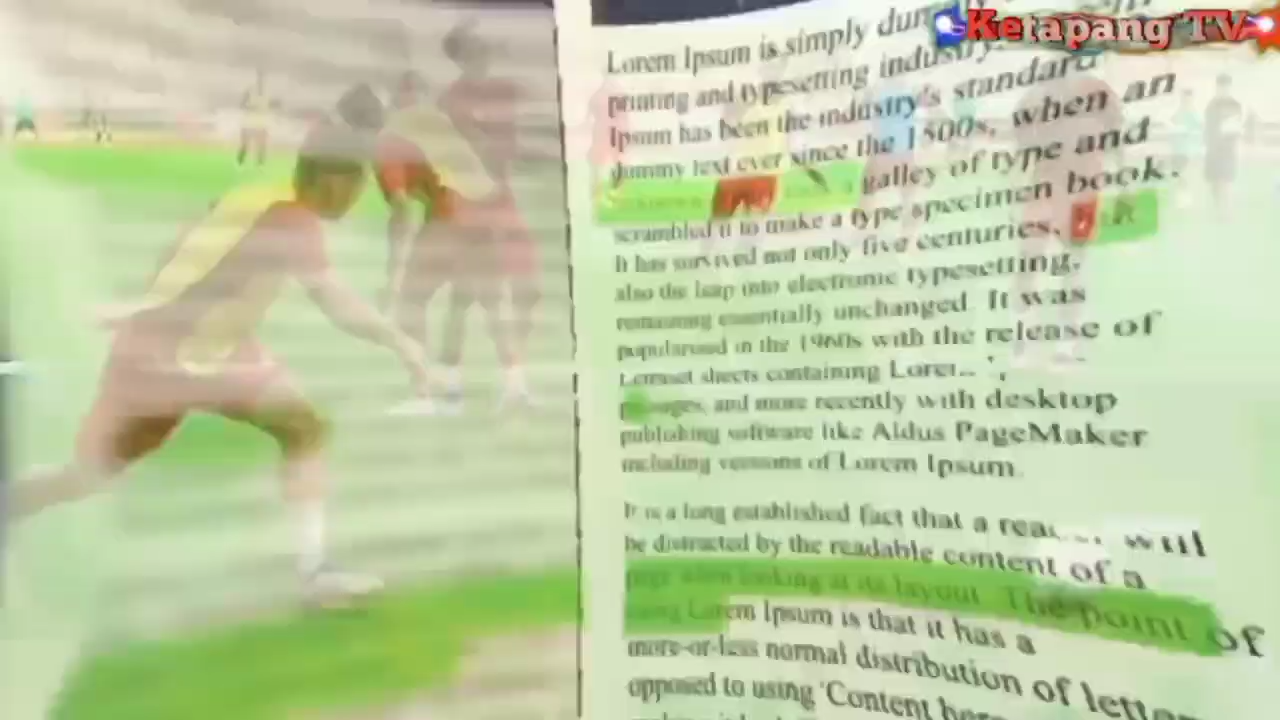 Ketapang TV
Lorem Ipsum is simply
printing and typesetting industry.
Ipsum has been the industry's standard
dummy text ever since the 1500s, when an
galley of type and
scrambled it to make a type specimen book.
It has survived not only five centuries,
also the leap into electronic typesetting,
remaining essentially unchanged. It was
popularised in the 1960s with the release of
Letraset sheets containing
and more recently with desktop
publishing software like Aldus PageMaker
including versions of Lorem Ipsum.
It is a long established fact that a will
be distracted by the readable content of a
page when looking at its layout. The point of
using Lorem Ipsum is that it has a
more-or-less normal distribution of
opposed to using 'Content